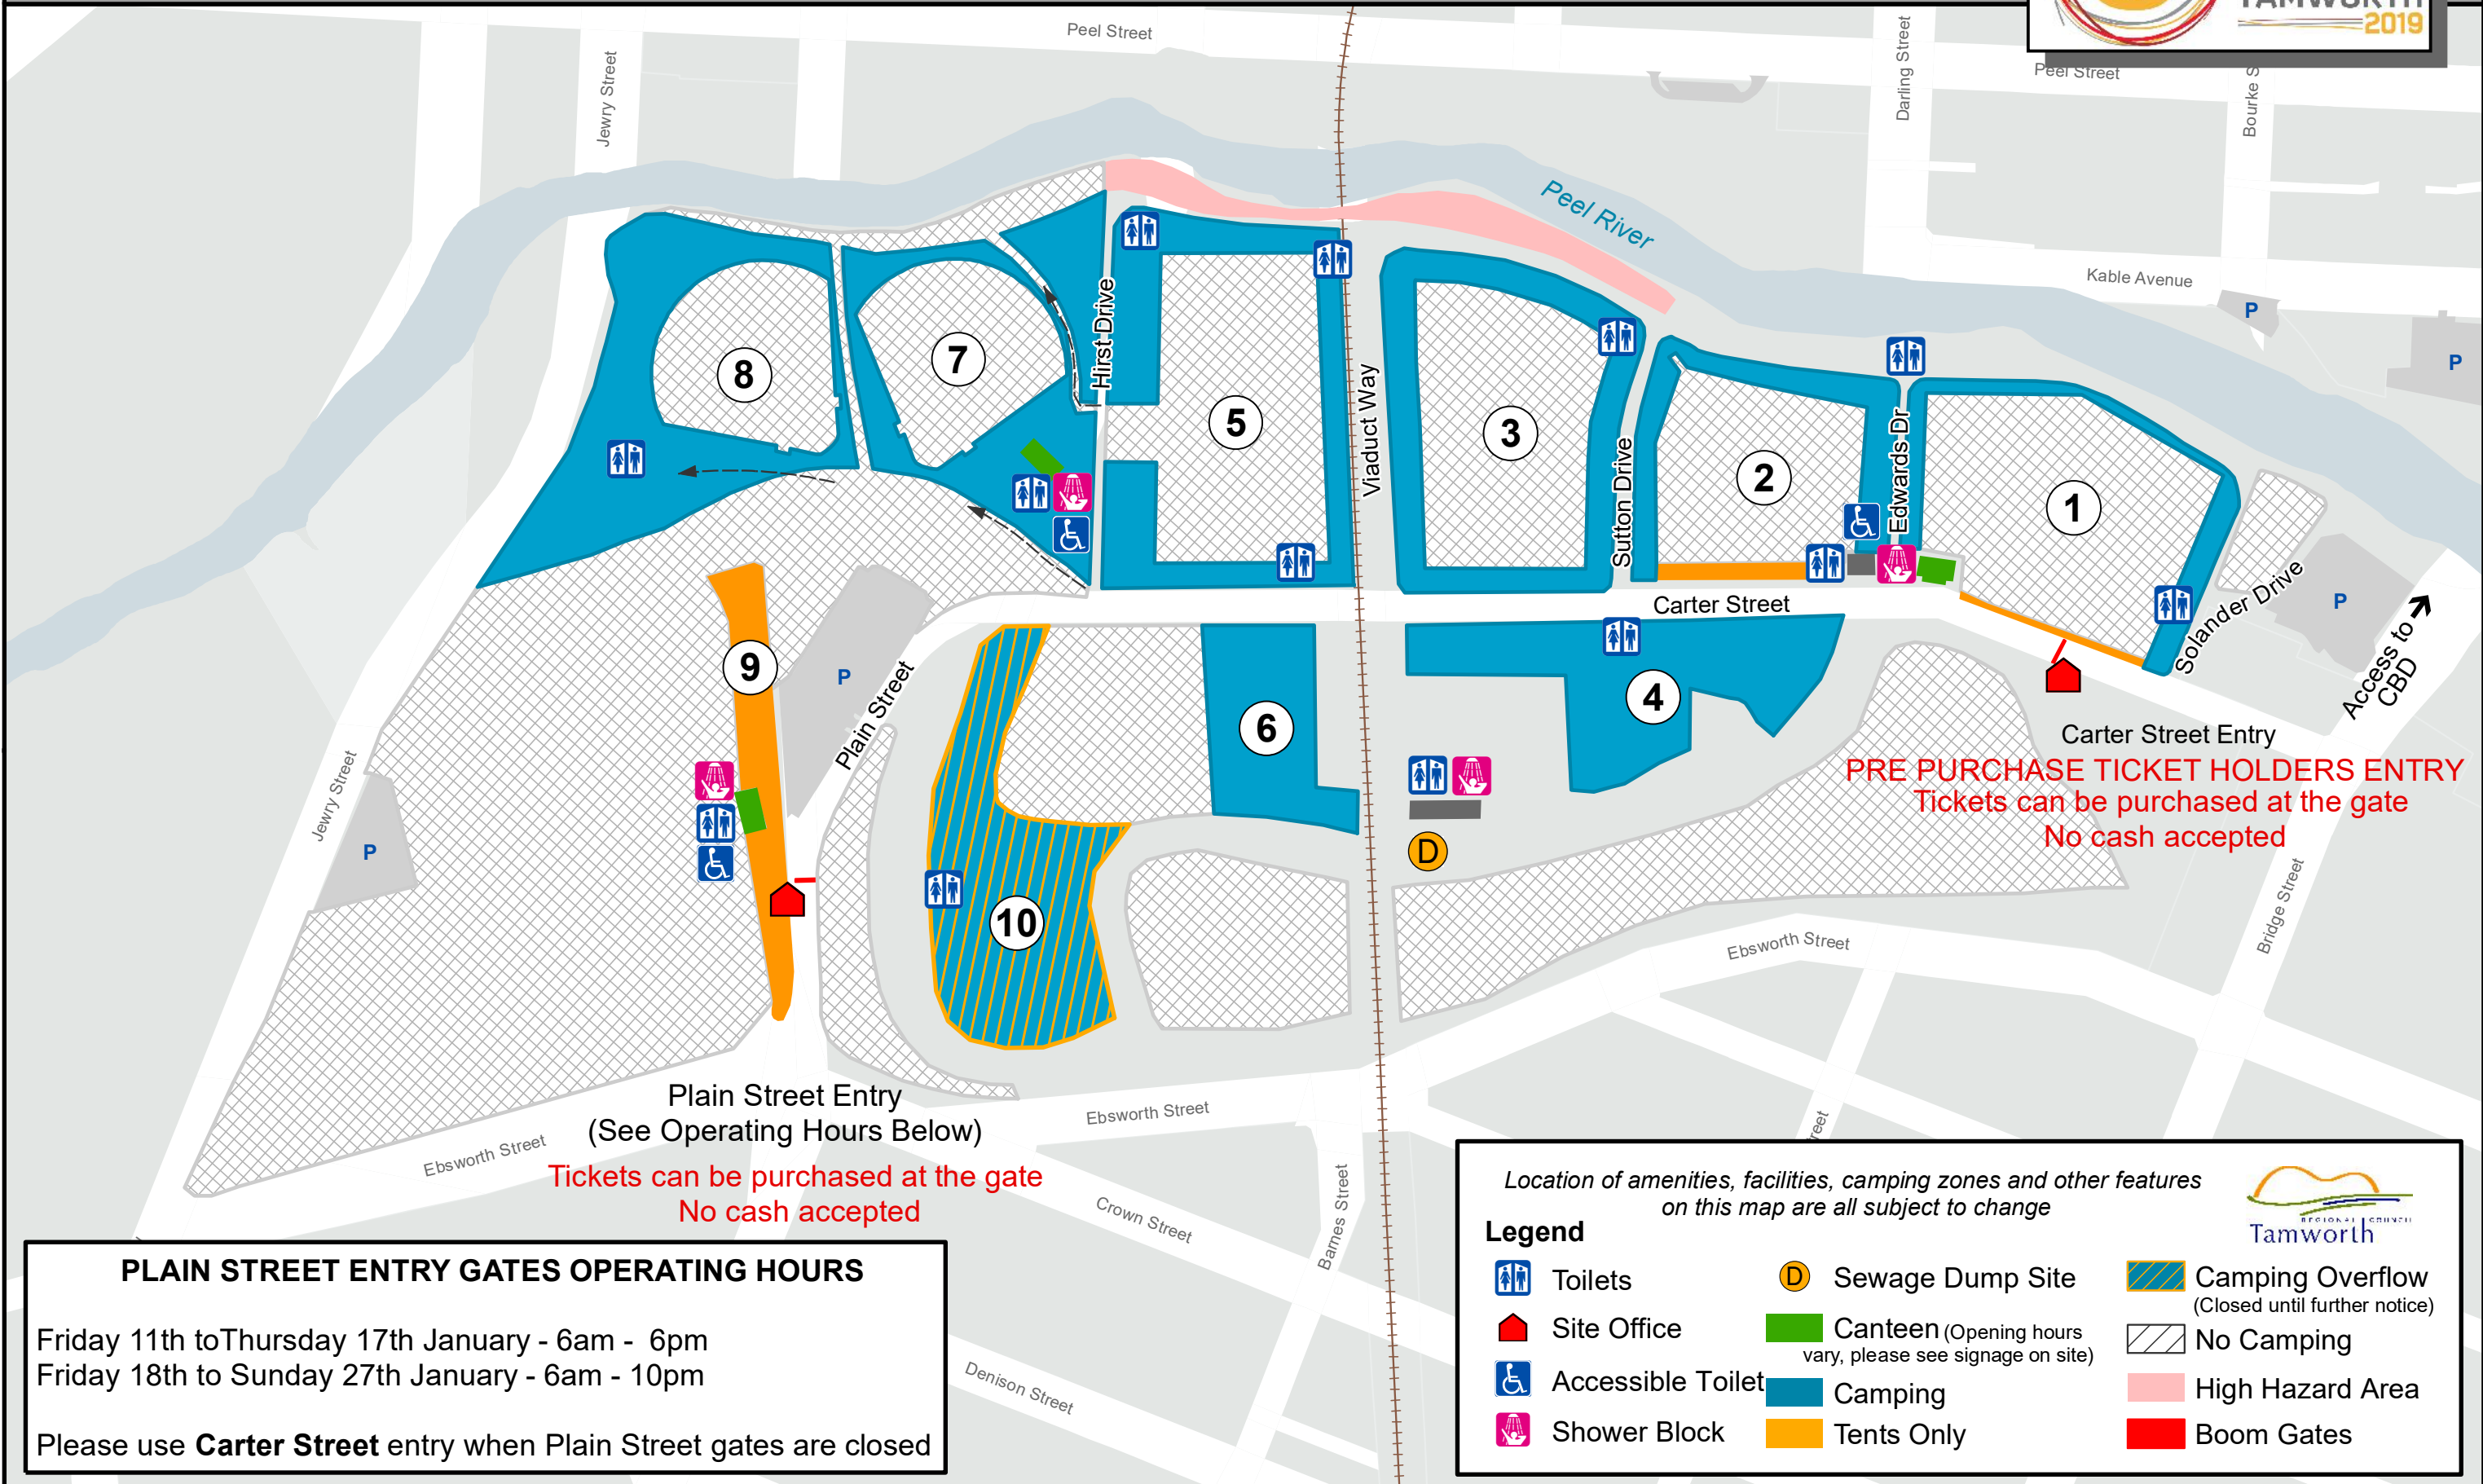 2019
Peel Street
Peel Street
Jewry Street
Darling Street
Peel River
Kable Avenue
P
P
Hirst Drive
8
7
5
3
2
1
Viaduct Way
Sutton Drive
Edwards Dr
Carter Street
Solander Drive
P
Access to
CBD
9
P
Plain Street
6
4
10
D
Jewry Street
P
Carter Street Entry
PRE PURCHASE TICKET HOLDERS ENTRY
Tickets can be purchased at the gate
No cash accepted
Bridge Street
Ebsworth Street
Ebsworth Street
Ebsworth Street
Plain Street Entry
(See Operating Hours Below)
Tickets can be purchased at the gate
No cash accepted
Crown Street
Barnes Street
Denison Street
PLAIN STREET ENTRY GATES OPERATING HOURS
Friday 11th toThursday 17th January - 6am - 6pm
Friday 18th to Sunday 27th January - 6am - 10pm
Please use Carter Street entry when Plain Street gates are closed
Location of amenities, facilities, camping zones and other features
on this map are all subject to change
REGIONAL COUNCIL
Tamworth
Legend
Toilets
Site Office
Accessible Toilet
Shower Block
D Sewage Dump Site
Canteen (Opening hours
vary, please see signage on site)
Camping
Tents Only
Camping Overflow
(Closed until further notice)
No Camping
High Hazard Area
Boom Gates